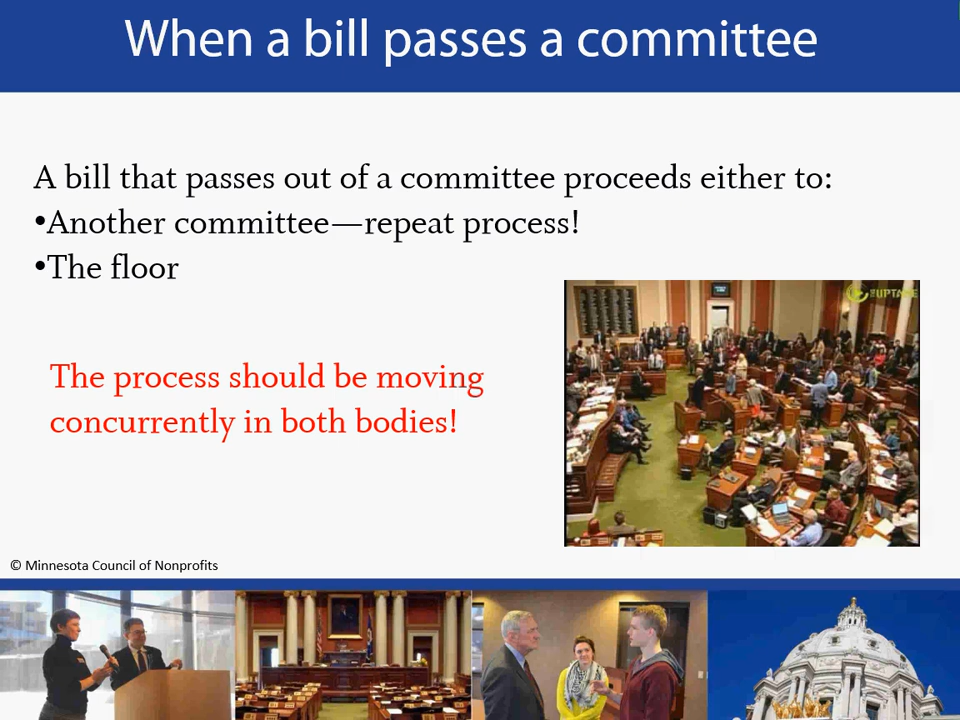 When a bill passes a committee
A bill that passes out of a committee proceeds either to:
•Another committee—repeat process!
•The floor
THE UPTAKE
The process should be moving
concurrently in both bodies!
© Minnesota Council of Nonprofits